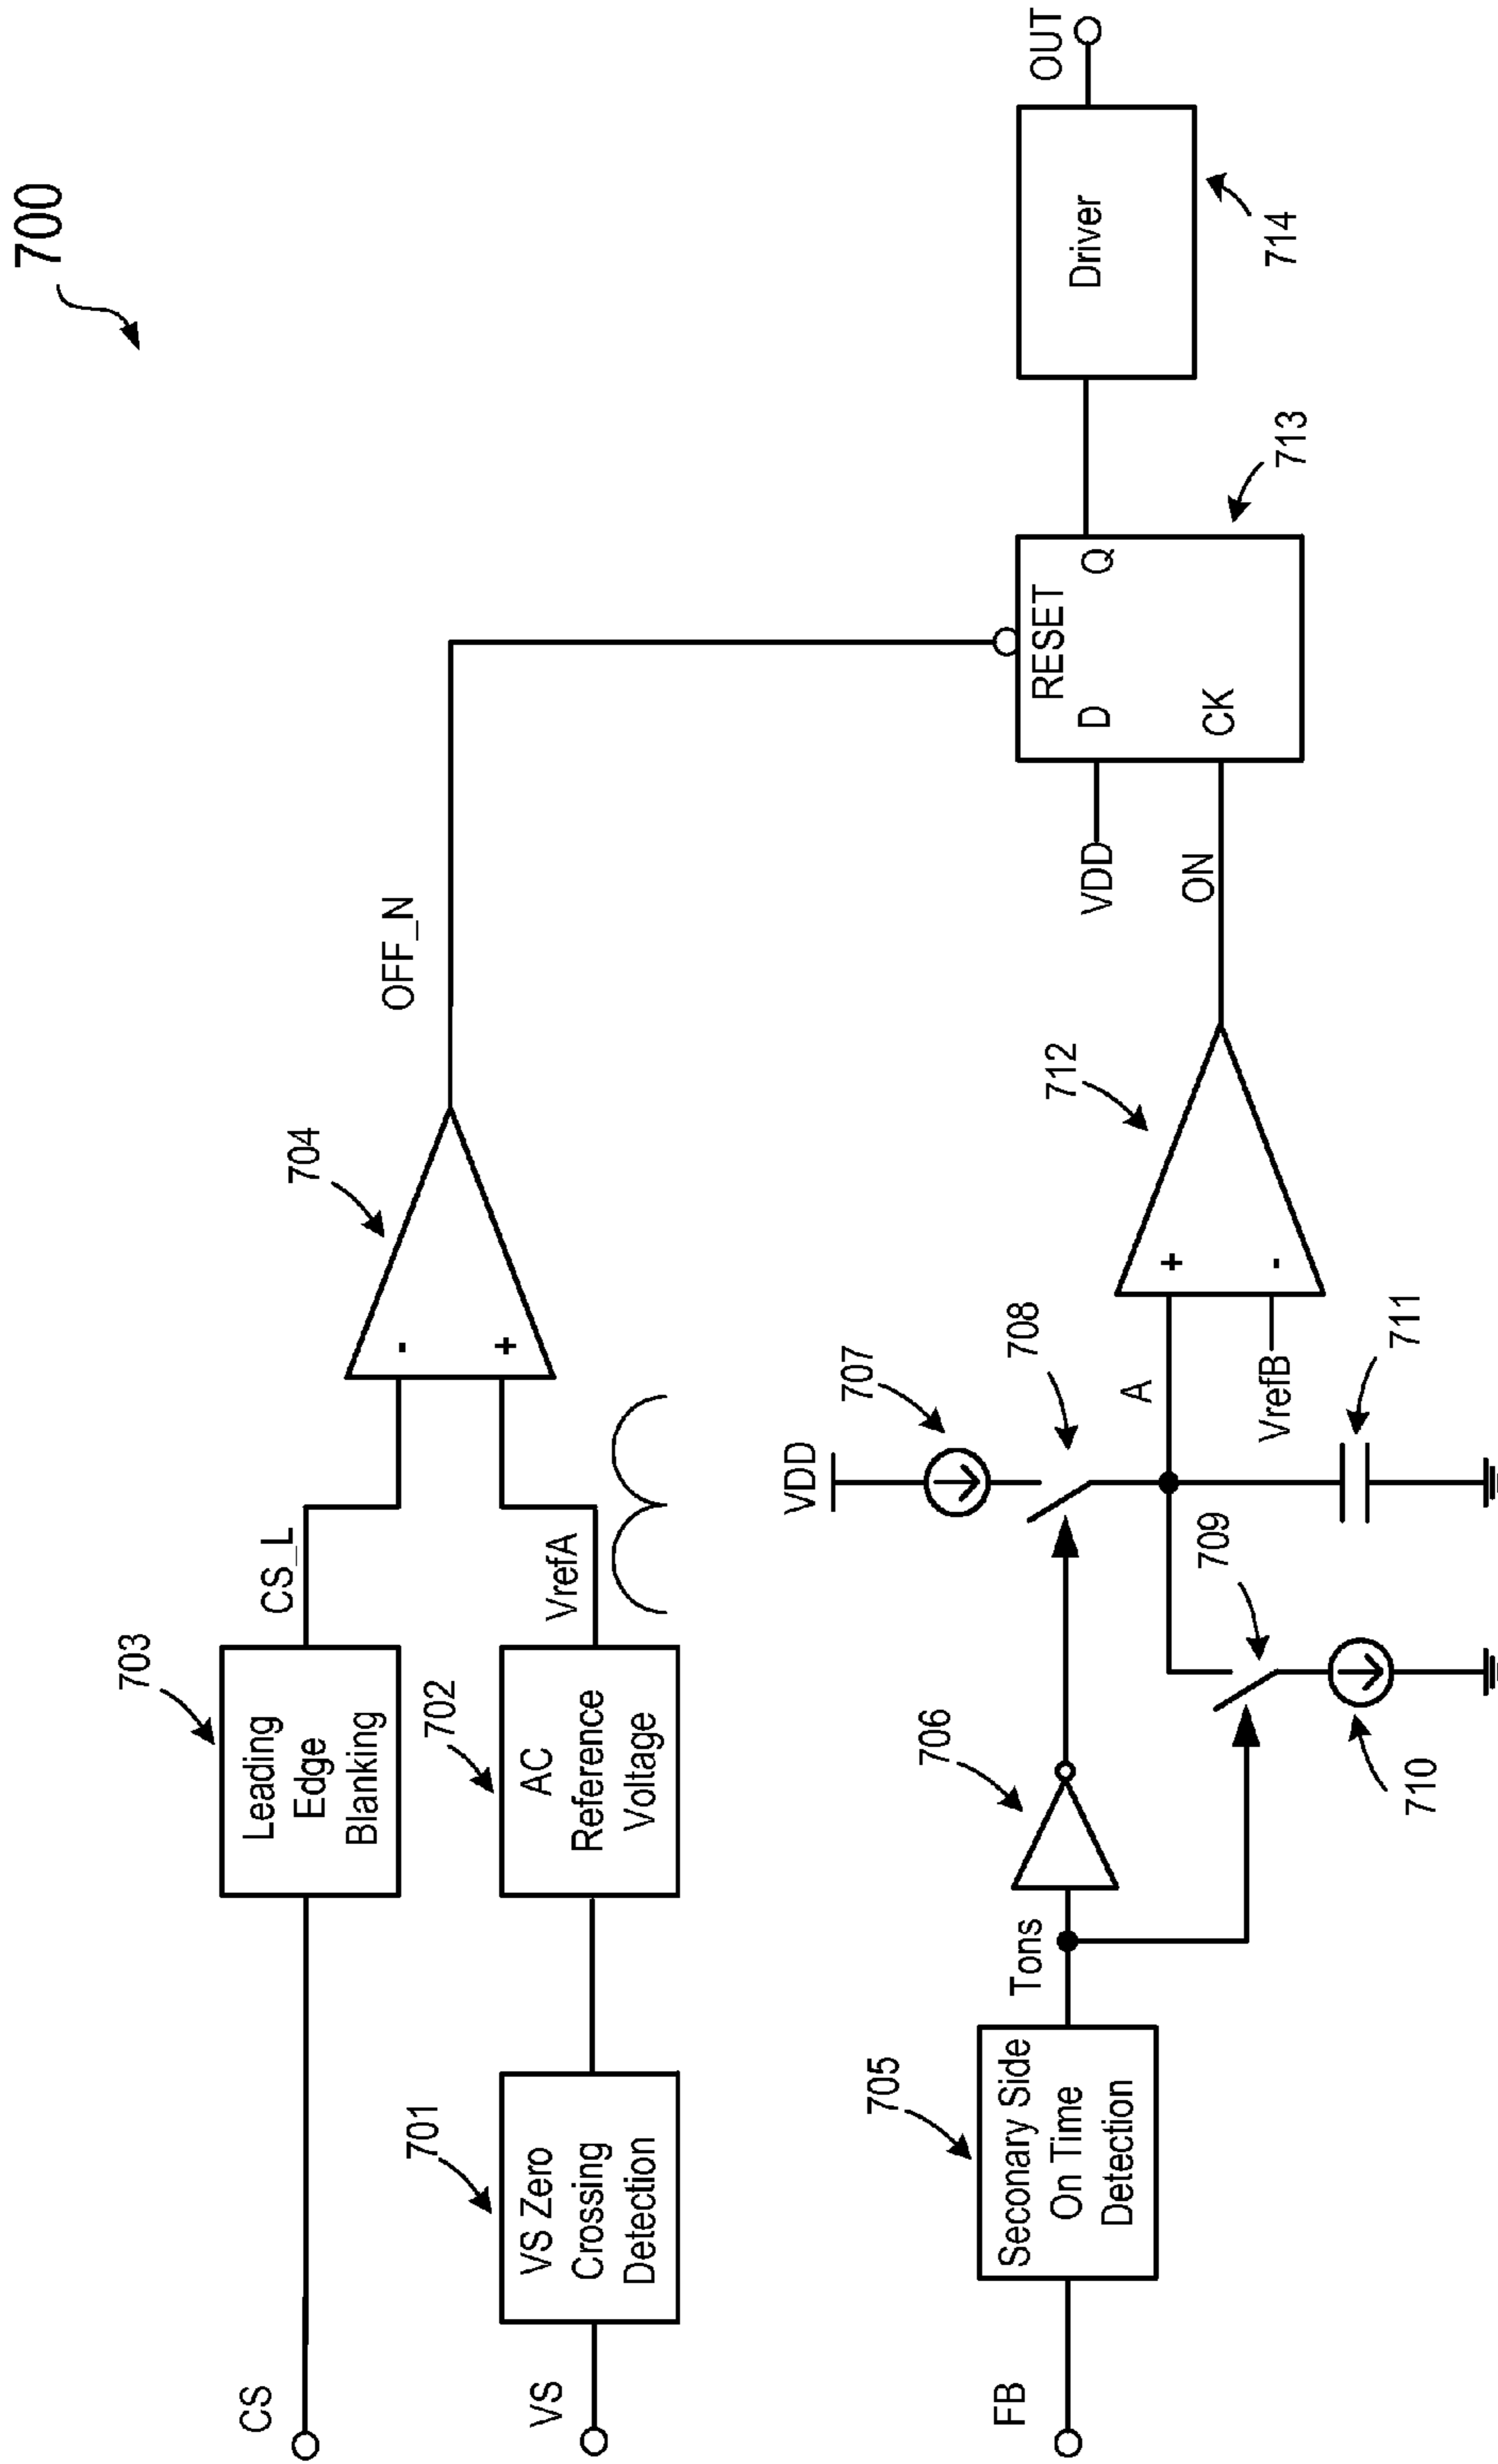 700
CS
703
Leading
Edge
Blanking
CS_L
704
-
+
OFF_N
VS
701
VS Zero
Crossing
Detection
702
AC
Reference
Voltage
VrefA
FB
705
Seconary Side
On Time
Detection
Tons
706
VDD
707
708
709
710
A
711
VrefB
712
+
-
ON
VDD
RESET
D
Q
CK
713
Driver
714
OUT